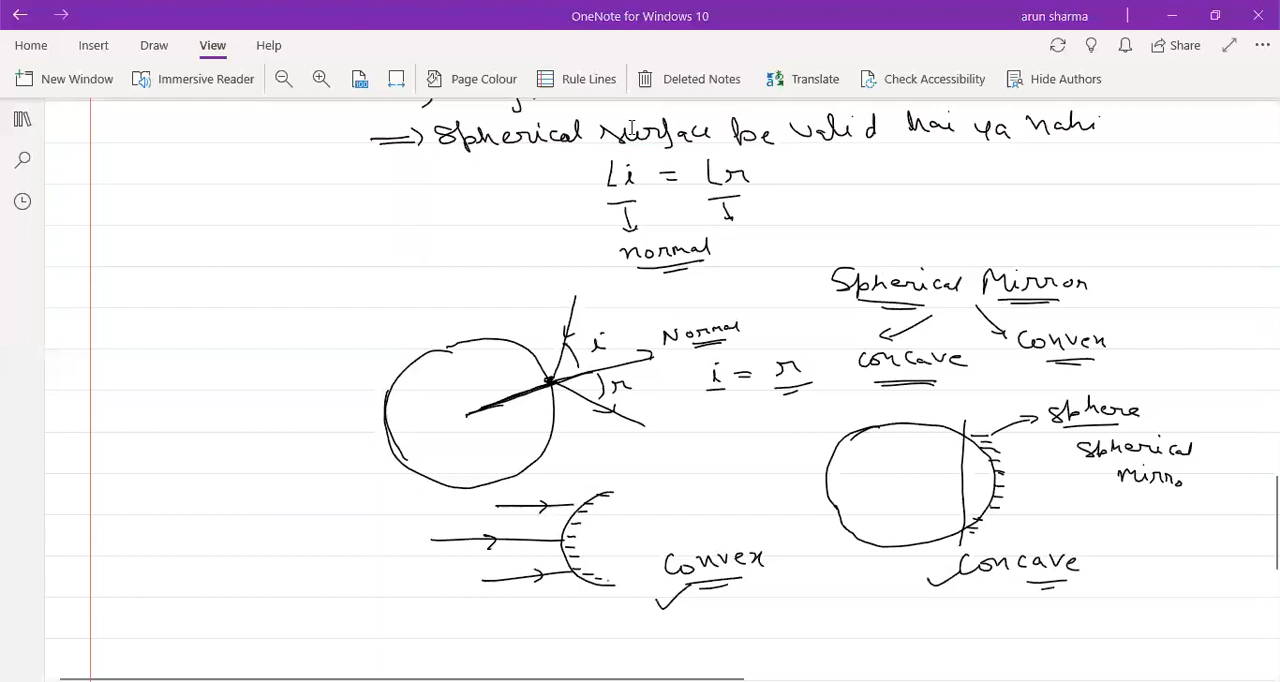 OneNote for Windows 10
arun sharma
Home Insert Draw View Help
Share
New Window Immersive Reader Page Colour Rule Lines Deleted Notes Translate Check Accessibility Hide Authors
=> Spherical surface pe valid hai ya nahi
∠i = ∠r
normal
Spherical Mirror
concave
Convex
i
Normal
r
i = r
Sphere
Spherical
Mirro
Convex
Concave